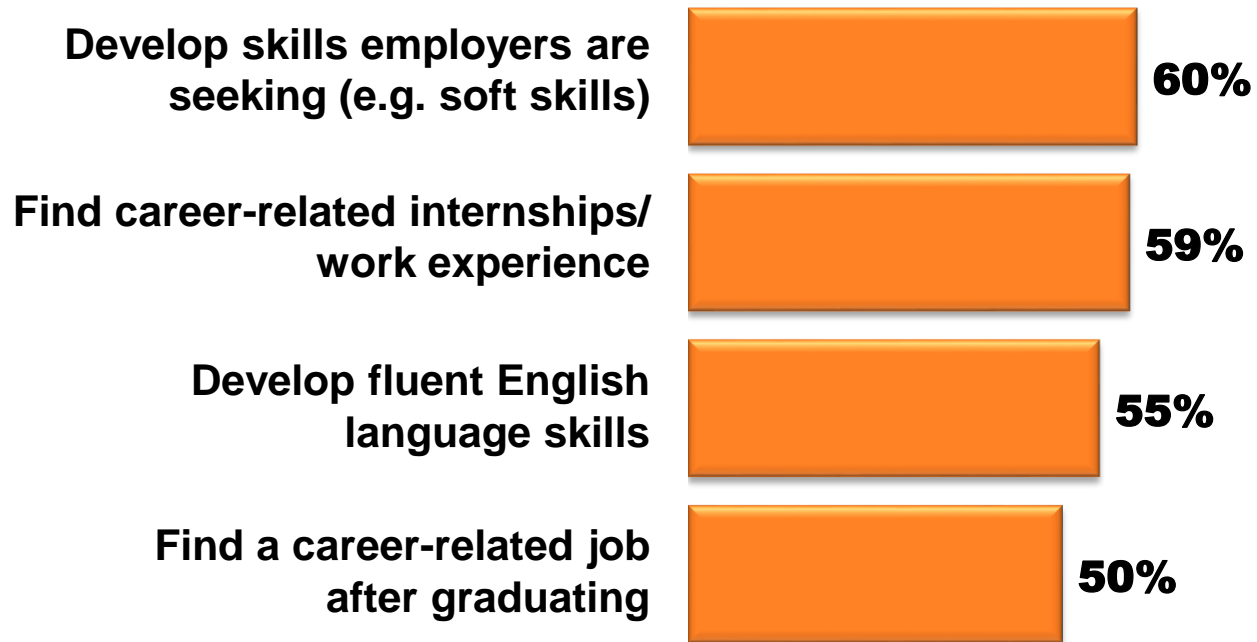 Develop skills employers are
seeking (e.g. soft skills)
60%
Find career-related internships/
work experience
59%
Develop fluent English
language skills
55%
Find a career-related job
after graduating
50%